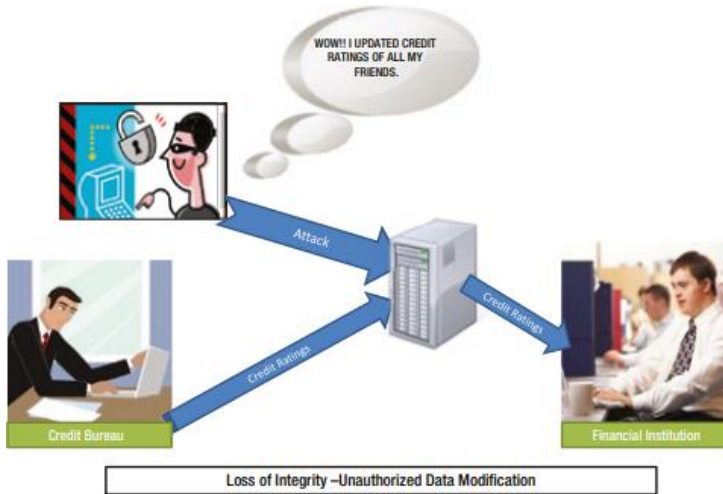 WOW!! I UPDATED CREDIT
RATINGS OF ALL MY
FRIENDS.
Attack
Credit Ratings
Credit Ratings
Credit Bureau
Financial Institution
Loss of Integrity –Unauthorized Data Modification